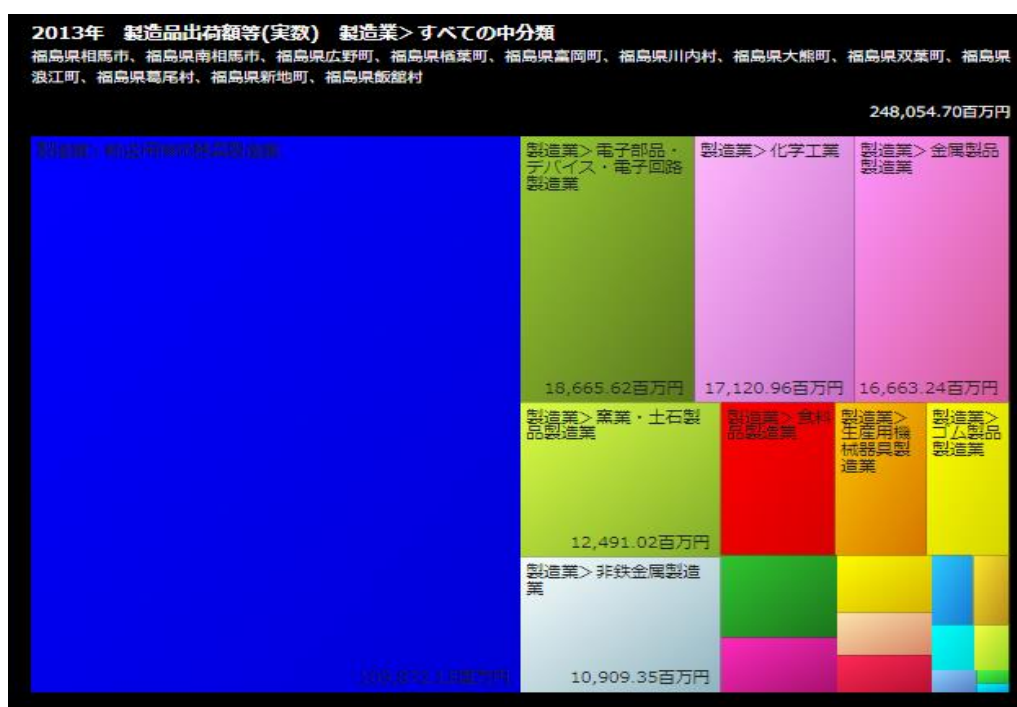 2013年 製造品出荷額等(実数) 製造業>すべての中分類
福島県相馬市、福島県南相馬市、福島県広野町、福島県楢葉町、福島県富岡町、福島県川内村、福島県大熊町、福島県双葉町、福島県
浪江町、福島県葛尾村、福島県新地町、福島県飯舘村
248,054.70百万円
製造業>
製造業>電子部品・
デバイス・電子回路
製造業
18,665.62百万円
製造業>化学工業
17,120.96百万円
製造業>金属製品
製造業
16,663.24百万円
製造業>窯業・土石製
品製造業
12,491.02百万円
製造業>食料
品製造業
製造業>
生産用機
械器具製
造業
製造業>
ゴム製品
製造業
製造業>非鉄金属製造
業
10,909.35百万円